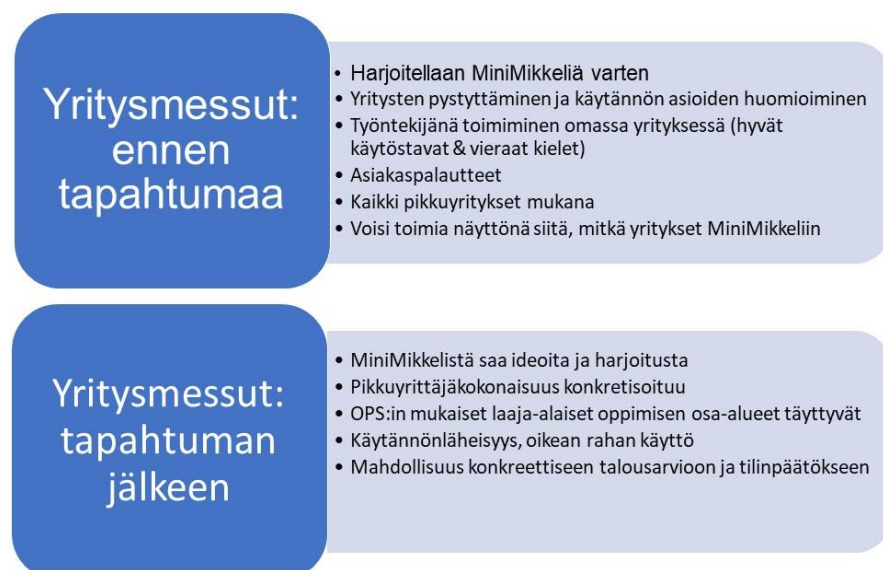 Yritysmessut:
ennen
tapahtumaa
• Harjoitellaan MiniMikkeliä varten
• Yritysten pystyttäminen ja käytännön asioiden huomioiminen
• Työntekijänä toimiminen omassa yrityksessä (hyvät
käytöstavat & vieraat kielet)
• Asiakaspalautteet
• Kaikki pikkuyritykset mukana
• Voisi toimia näyttönä siitä, mitkä yritykset MiniMikkeliin
Yritysmessut:
tapahtuman
jälkeen
• MiniMikkelistä saa ideoita ja harjoitusta
• Pikkuyrittäjäkokonaisuus konkretisoituu
• OPS:in mukaiset laaja-alaiset oppimisen osa-alueet täyttyvät
• Käytännönläheisyys, oikean rahan käyttö
• Mahdollisuus konkreettiseen talousarvioon ja tilinpäätökseen